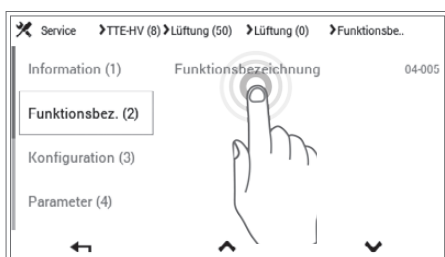 Service >TTE-HV (8) >Lüftung (50) >Lüftung (0) >Funktionsbe..
Information (1) Funktionsbezeichnung 04-005
Funktionsbez. (2)
Konfiguration (3)
Parameter (4)